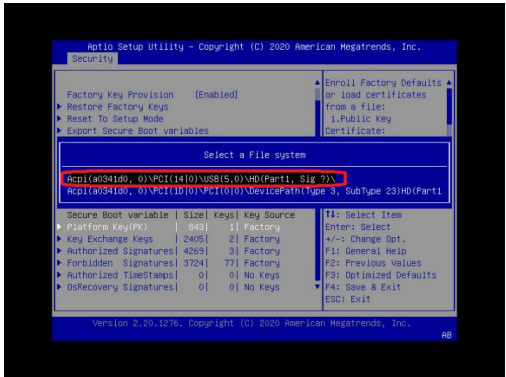 Aptio Setup Utility – Copyright (C) 2020 American Megatrends, Inc.
Security
Factory Key Provision [Enabled]
Restore Factory Keys
Reset To Setup Mode
Export Secure Boot variables
Enroll Factory Defaults
or load certificates
from a file:
1.Public Key
Certificate:
Select a File system
Acpi(a0341d0, 0)\PCI(14|0)\USB(5,0)\HD(Part1, Sig ?)\
Acpi(a0341d0, 0)\PCI(1D|0)\PCI(0|0)\DevicePath(Type 3, SubType 23)HD(Part1
Secure Boot variable | Size| Keys| Key Source
Platform Key(PK) | 843| 1| Factory
Key Exchange Keys | 2405| 2| Factory
Authorized Signatures| 4269| 3| Factory
Forbidden Signatures| 3724| 77| Factory
Authorized TimeStamps| 0| 0| No Keys
OsRecovery Signatures| 0| 0| No Keys
↑↓: Select Item
Enter: Select
+/-: Change Opt.
F1: General Help
F2: Previous Values
F3: Optimized Defaults
F4: Save & Exit
ESC: Exit
Version 2.20.1276. Copyright (C) 2020 American Megatrends, Inc.
AB